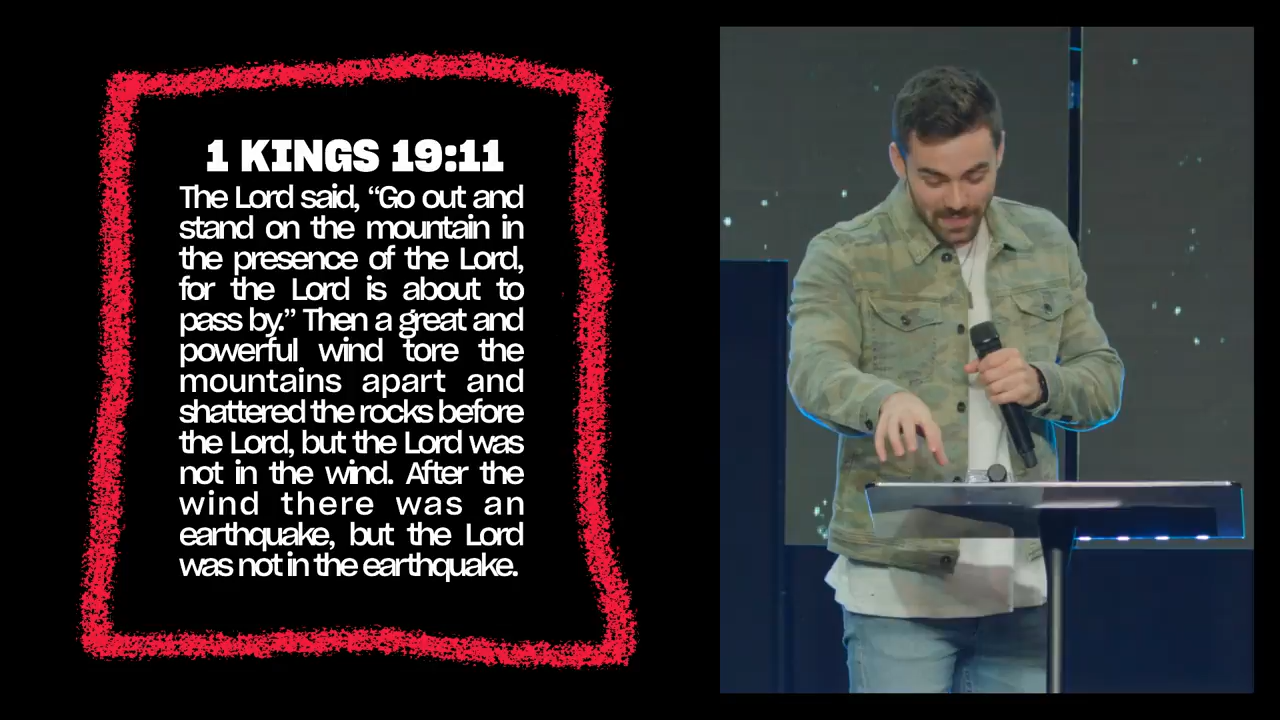 1 KINGS 19:11
The Lord said, “Go out and
stand on the mountain in
the presence of the Lord,
for the Lord is about to
pass by.” Then a great and
powerful wind tore the
mountains apart and
shattered the rocks before
the Lord, but the Lord was
not in the wind. After the
wind there was an
earthquake, but the Lord
was not in the earthquake.